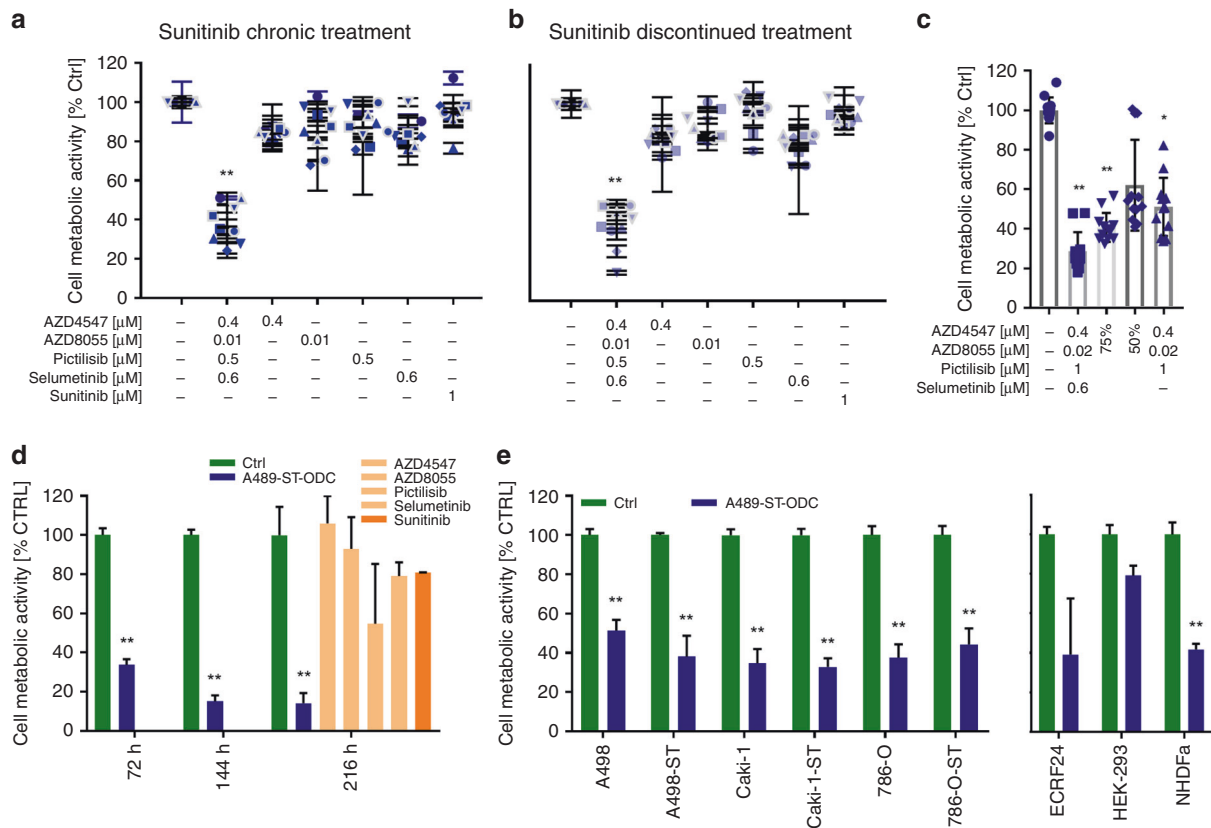 a
Sunitinib chronic treatment
Cell metabolic activity [% Ctrl]
120
100
80
60
40
20
0
**
AZD4547 [µM] – 0.4 0.4 – – – –
AZD8055 [µM] – 0.01 – 0.01 – – –
Pictilisib [µM] – 0.5 – – 0.5 – –
Selumetinib [µM] – 0.6 – – – 0.6 –
Sunitinib [µM] – – – – – – 1
b
Sunitinib discontinued treatment
**
– 0.4 0.4 – – – –
– 0.01 – 0.01 – – –
– 0.5 – – 0.5 – –
– 0.6 – – – 0.6 –
– – – – – – 1
c
Cell metabolic activity [% Ctrl]
120
100
80
60
40
20
0
** ** *
AZD4547 [µM] – 0.4 75% 50% 0.4
AZD8055 [µM] – 0.02 0.02
Pictilisib [µM] – 1 1
Selumetinib [µM] – 0.6 –
d
Ctrl
A489-ST-ODC
AZD4547
AZD8055
Pictilisib
Selumetinib
Sunitinib
Cell metabolic activity [% CTRL]
120
100
80
60
40
20
0
** ** **
72 h 144 h 216 h
e
Ctrl A489-ST-ODC
Cell metabolic activity [% CTRL]
120
100
80
60
40
20
0
** ** ** ** ** **
A498 A498-ST Caki-1 Caki-1-ST 786-O 786-O-ST
**
ECRF24 HEK-293 NHDFa